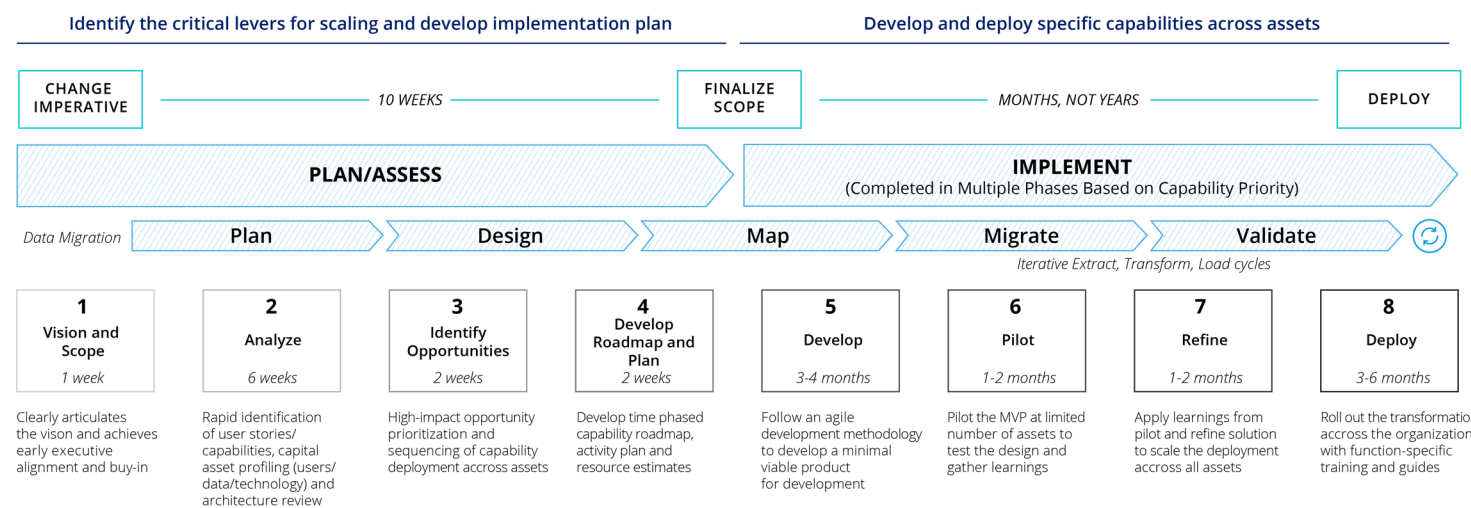 Identify the critical levers for scaling and develop implementation plan
Develop and deploy specific capabilities across assets
CHANGE
IMPERATIVE
10 WEEKS
FINALIZE
SCOPE
MONTHS, NOT YEARS
DEPLOY
PLAN/ASSESS
IMPLEMENT
(Completed in Multiple Phases Based on Capability Priority)
Data Migration
Plan
Design
Map
Migrate
Validate
Iterative Extract, Transform, Load cycles
1
Vision and
Scope
1 week
Clearly articulates
the vison and achieves
early executive
alignment and buy-in
2
Analyze
6 weeks
Rapid identification
of user stories/
capabilities, capital
asset profiling (users/
data/technology) and
architecture review
3
Identify
Opportunities
2 weeks
High-impact opportunity
prioritization and
sequencing of capability
deployment accross assets
4
Develop
Roadmap and
Plan
2 weeks
Develop time phased
capability roadmap,
activity plan and
resource estimates
5
Develop
3-4 months
Follow an agile
development methodology
to develop a minimal
viable product
for development
6
Pilot
1-2 months
Pilot the MVP at limited
number of assets to
test the design and
gather learnings
7
Refine
1-2 months
Apply learnings from
pilot and refine solution
to scale the deployment
accross all assets
8
Deploy
3-6 months
Roll out the transformatio
accross the organization
with function-specific
training and guides